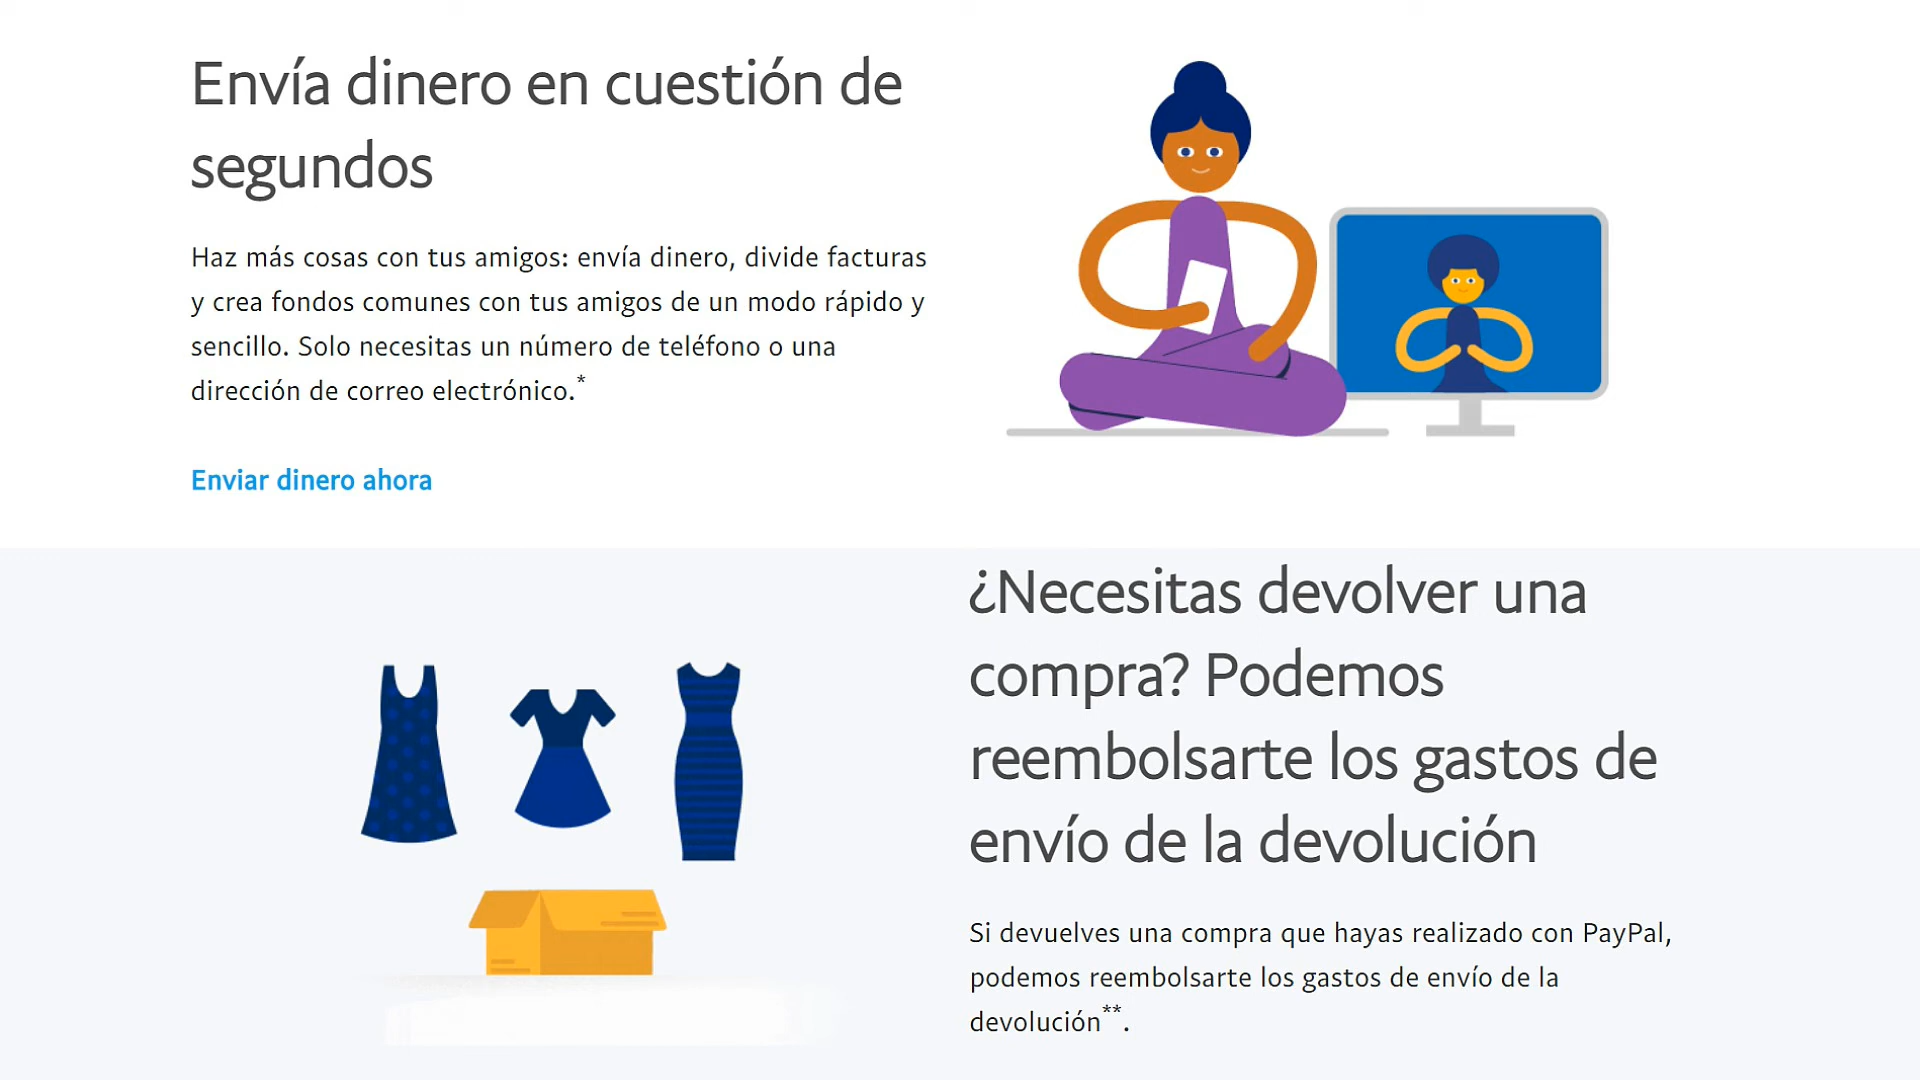 Envía dinero en cuestión de
segundos
Haz más cosas con tus amigos: envía dinero, divide facturas
y crea fondos comunes con tus amigos de un modo rápido y
sencillo. Solo necesitas un número de teléfono o una
dirección de correo electrónico.*
Enviar dinero ahora
¿Necesitas devolver una
compra? Podemos
reembolsarte los gastos de
envío de la devolución
Si devuelves una compra que hayas realizado con PayPal,
podemos reembolsarte los gastos de envío de la
devolución**.